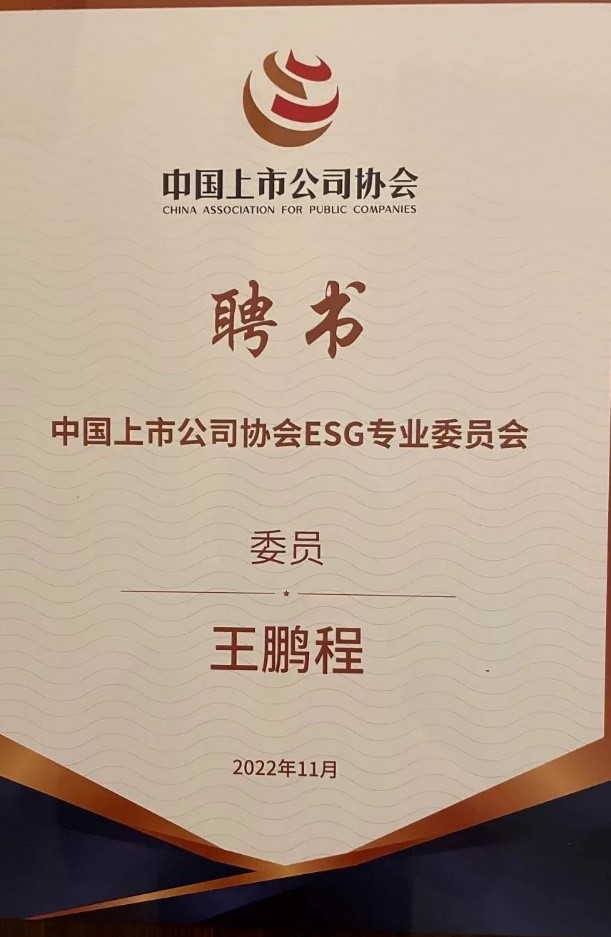 中国上市公司协会
CHINA ASSOCIATION FOR PUBLIC COMPANIES
聘书
中国上市公司协会ESG专业委员会
委员
王鹏程
2022年11月